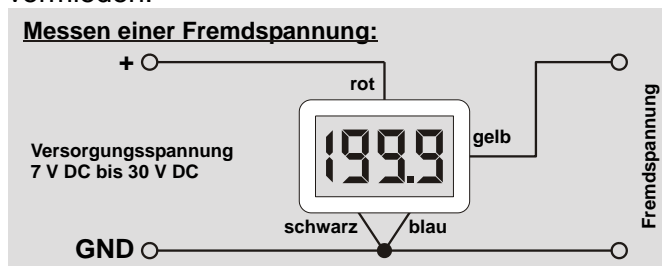 Messen einer Fremdspannung:
+
rot
199.9
gelb
Versorgungsspannung
7 V DC bis 30 V DC
Fremdspannung
schwarz
blau
GND